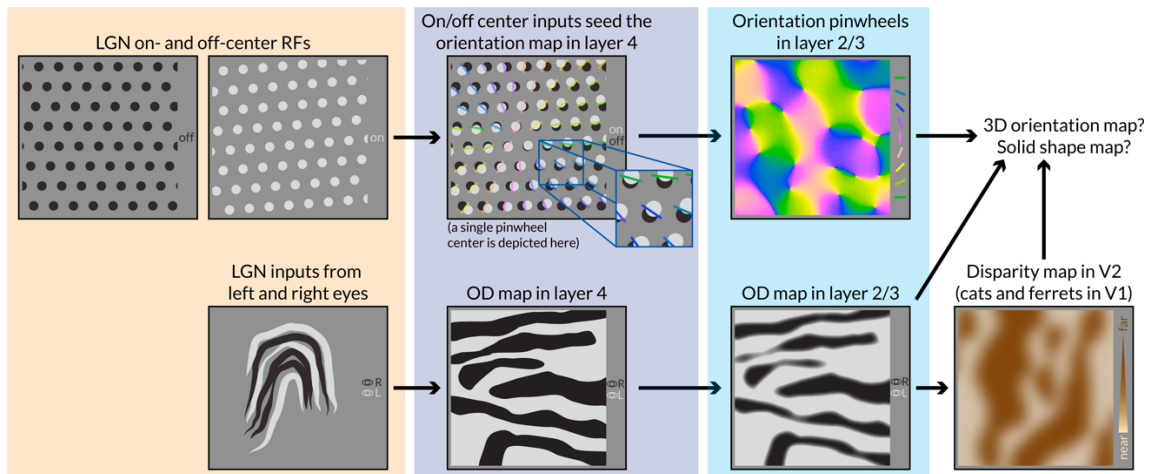 LGN on- and off-center RFs
off
on
On/off center inputs seed the
orientation map in layer 4
on
off
(a single pinwheel
center is depicted here)
Orientation pinwheels
in layer 2/3
3D orientation map?
Solid shape map?
LGN inputs from
left and right eyes
R
L
OD map in layer 4
R
L
OD map in layer 2/3
R
L
Disparity map in V2
(cats and ferrets in V1)
far
near